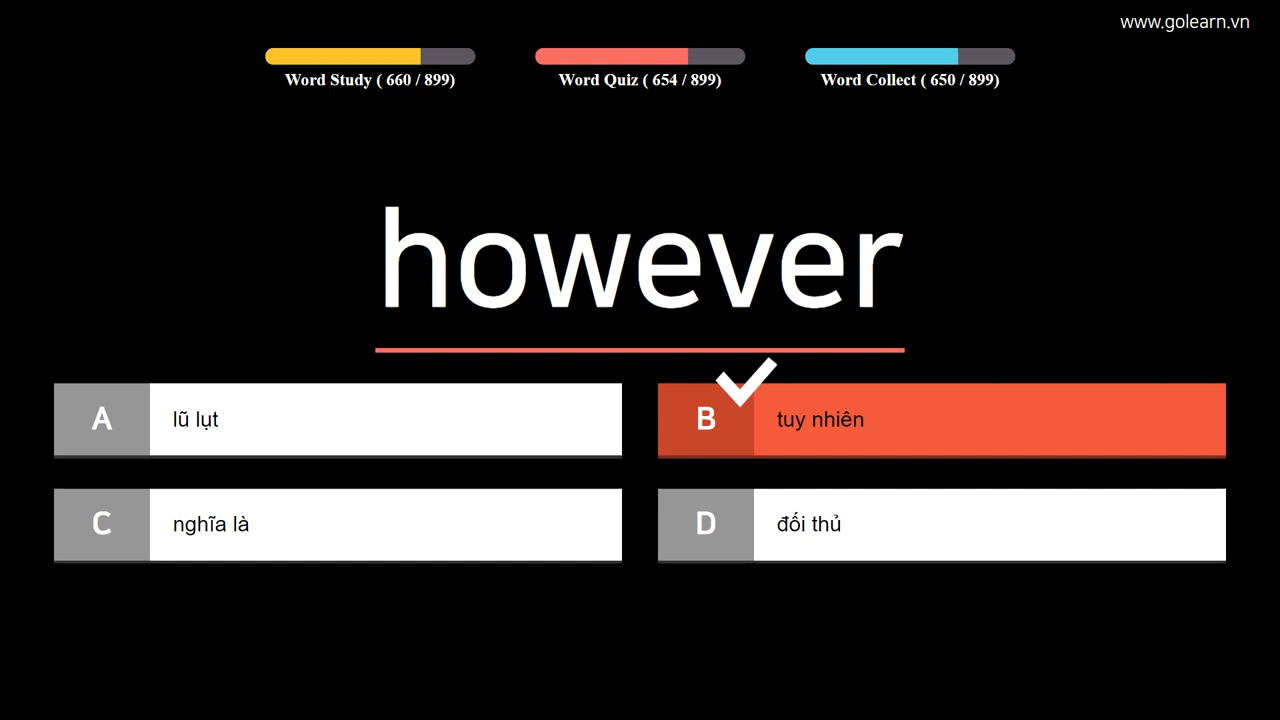 www.golearn.vn
Word Study ( 660 / 899)
Word Quiz ( 654 / 899)
Word Collect ( 650 / 899)
however
A lũ lụt
B tuy nhiên
C nghĩa là
D đối thủ